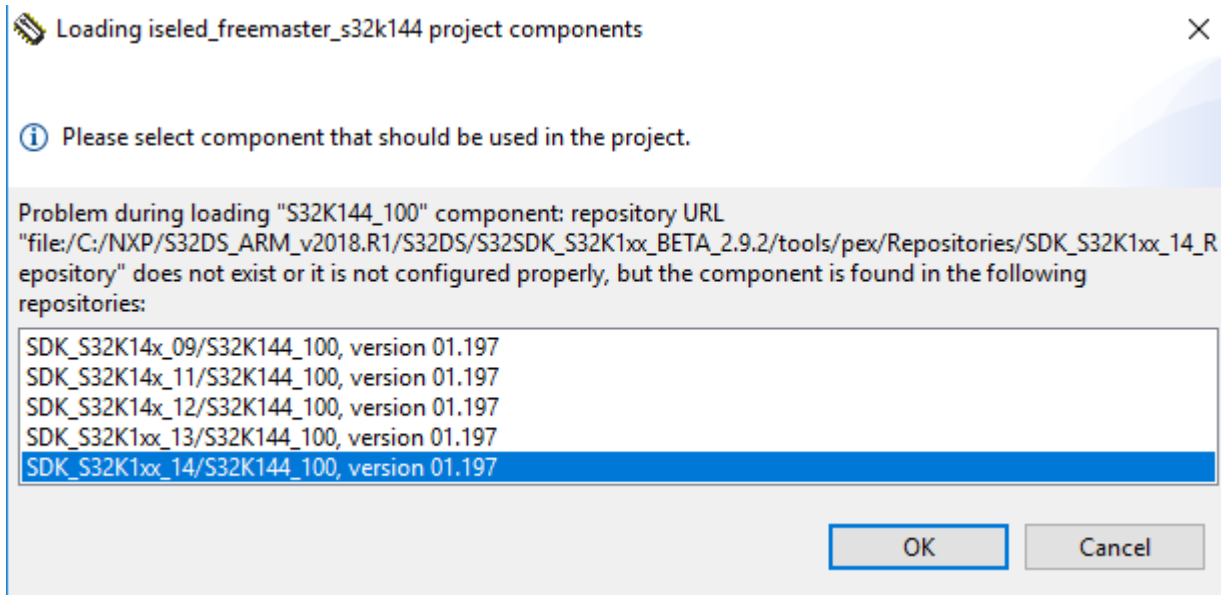 Loading iseled_freemaster_s32k144 project components
Please select component that should be used in the project.
Problem during loading "S32K144_100" component: repository URL
"file:/C:/NXP/S32DS_ARM_v2018.R1/S32DS/S32SDK_S32K1xx_BETA_2.9.2/tools/pex/Repositories/SDK_S32K1xx_14_R
epository" does not exist or it is not configured properly, but the component is found in the following
repositories:
SDK_S32K14x_09/S32K144_100, version 01.197
SDK_S32K14x_11/S32K144_100, version 01.197
SDK_S32K14x_12/S32K144_100, version 01.197
SDK_S32K1xx_13/S32K144_100, version 01.197
SDK_S32K1xx_14/S32K144_100, version 01.197
OK Cancel